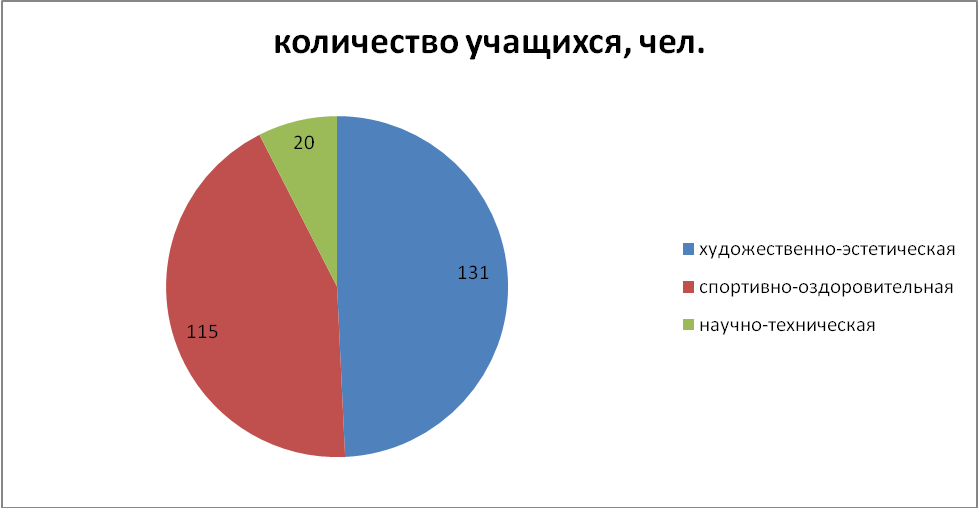 количество учащихся, чел.
20
131
115
художественно-эстетическая
спортивно-оздоровительная
научно-техническая